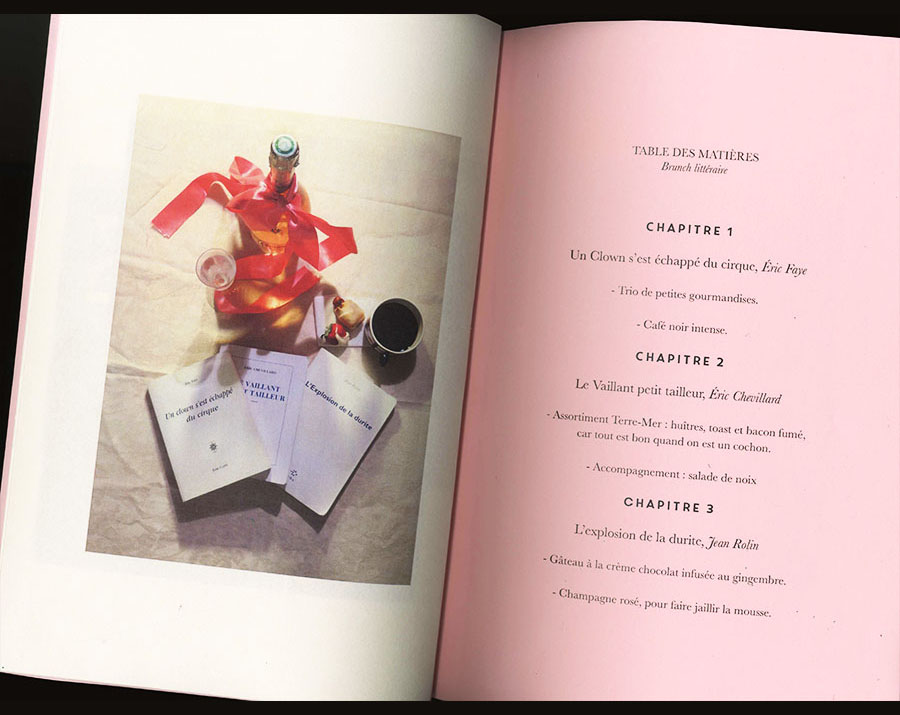 Un clown s'est échappé
du cirque
VAILLANT
TAILLEUR
L'Explosion de la durite
TABLE DES MATIÈRES
Brunch littéraire
CHAPITRE 1
Un Clown s'est échappé du cirque, Éric Faye
- Trio de petites gourmandises.
- Café noir intense.
CHAPITRE 2
Le Vaillant petit tailleur, Éric Chevillard
- Assortiment Terre-Mer : huîtres, toast et bacon fumé,
car tout est bon quand on est un cochon.
- Accompagnement : salade de noix
CHAPITRE 3
L'explosion de la durite, Jean Rolin
- Gâteau à la crème chocolat infusée au gingembre.
- Champagne rosé, pour faire jaillir la mousse.